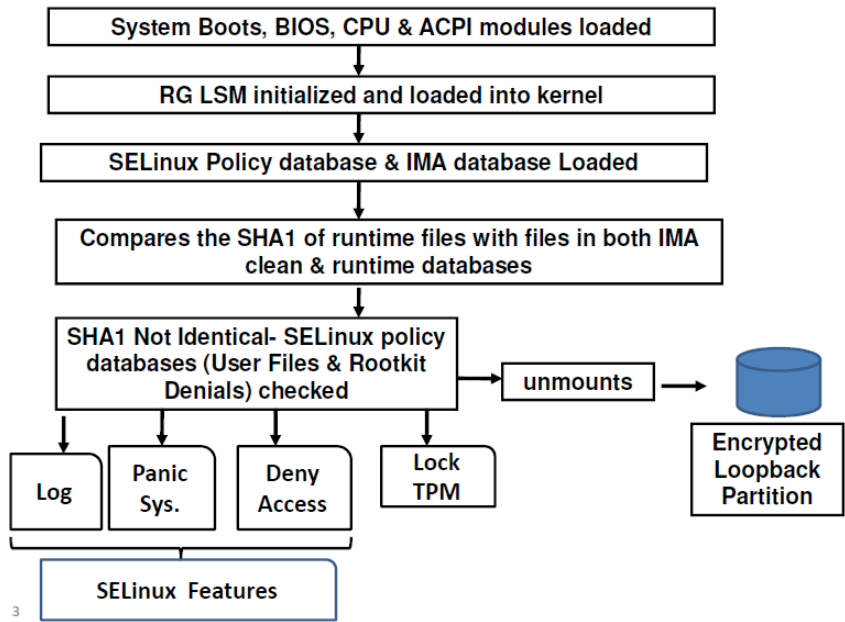 System Boots, BIOS, CPU & ACPI modules loaded
RG LSM initialized and loaded into kernel
SELinux Policy database & IMA database Loaded
Compares the SHA1 of runtime files with files in both IMA
clean & runtime databases
SHA1 Not Identical- SELinux policy
databases (User Files & Rootkit
Denials) checked
unmounts
Encrypted
Loopback
Partition
Log
Panic
Sys.
Deny
Access
Lock
TPM
SELinux Features
3